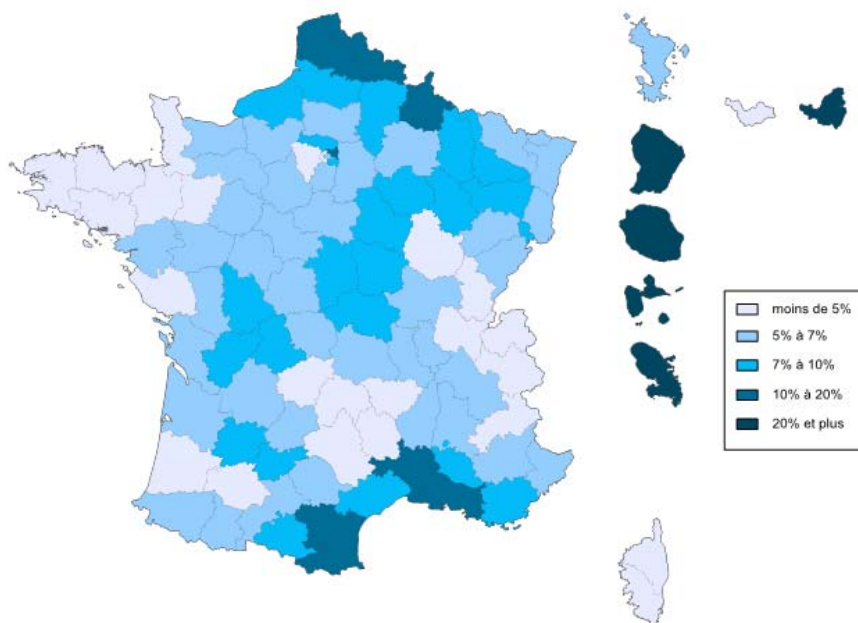 moins de 5%
5% à 7%
7% à 10%
10% à 20%
20% et plus